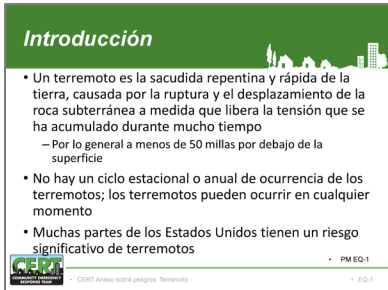 Introducción
• Un terremoto es la sacudida repentina y rápida de la
tierra, causada por la ruptura y el desplazamiento de la
roca subterránea a medida que libera la tensión que se
ha acumulado durante mucho tiempo
– Por lo general a menos de 50 millas por debajo de la
superficie
• No hay un ciclo estacional o anual de ocurrencia de los
terremotos; los terremotos pueden ocurrir en cualquier
momento
• Muchas partes de los Estados Unidos tienen un riesgo
significativo de terremotos
• PM EQ-1
CERT
COMMUNITY EMERGENCY
RESPONSE TEAM
• CERT Anexo sobre peligros: Terremoto
• EQ-1